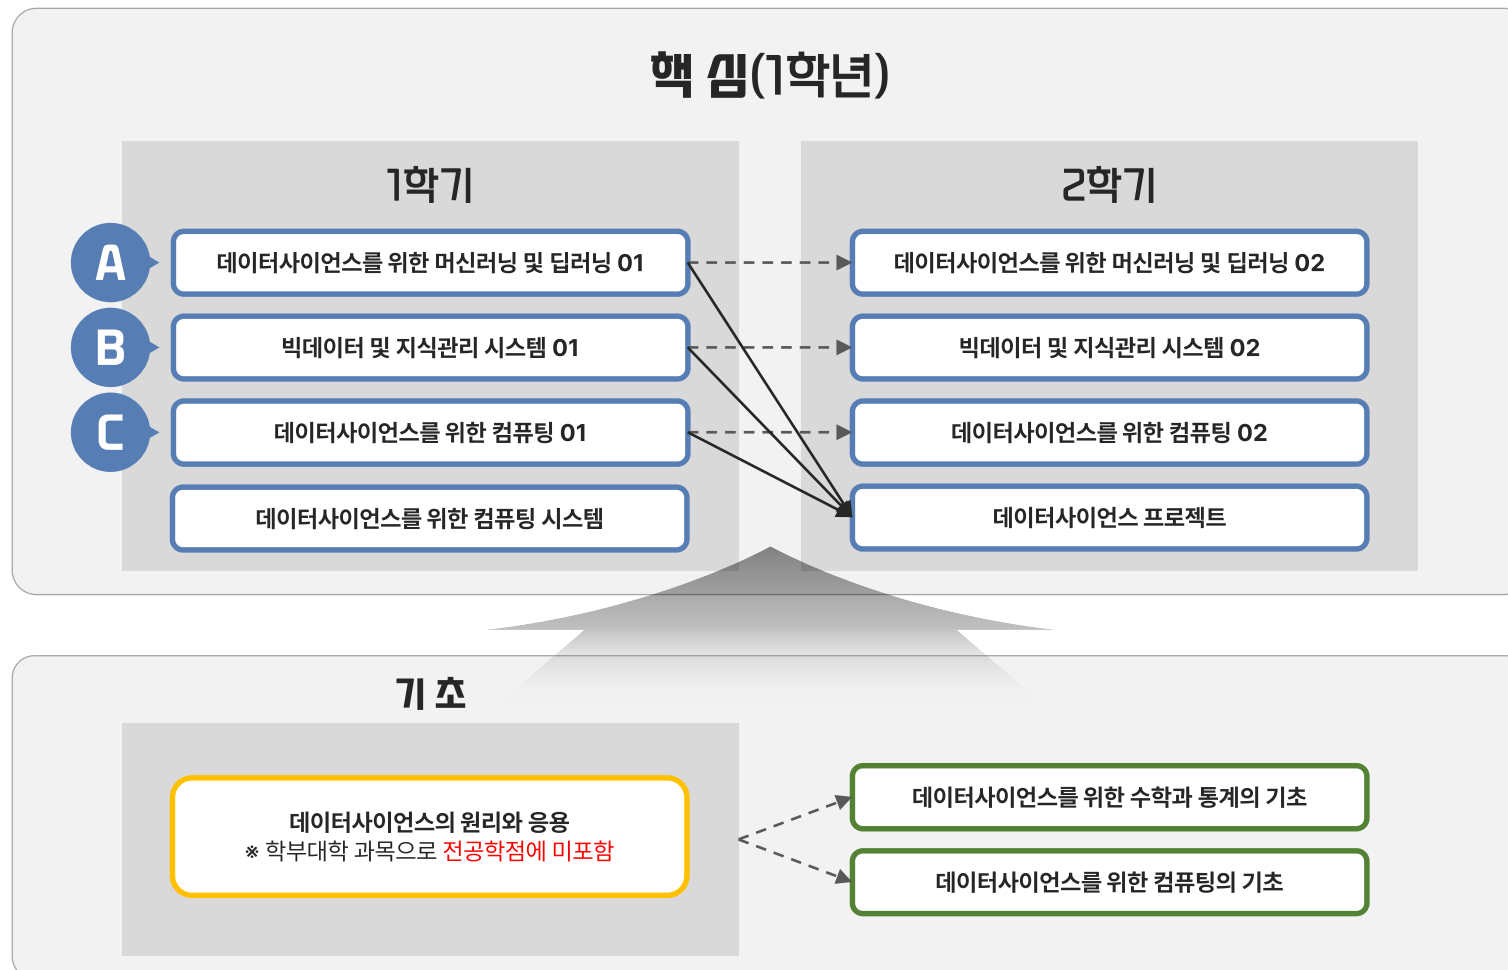 핵 심(1학년)
1학기
2학기
A
데이터사이언스를 위한 머신러닝 및 딥러닝 01
데이터사이언스를 위한 머신러닝 및 딥러닝 02
B
빅데이터 및 지식관리 시스템 01
빅데이터 및 지식관리 시스템 02
C
데이터사이언스를 위한 컴퓨팅 01
데이터사이언스를 위한 컴퓨팅 02
데이터사이언스를 위한 컴퓨팅 시스템
데이터사이언스 프로젝트
기 초
데이터사이언스의 원리와 응용
※ 학부대학 과목으로 전공학점에 미포함
데이터사이언스를 위한 수학과 통계의 기초
데이터사이언스를 위한 컴퓨팅의 기초